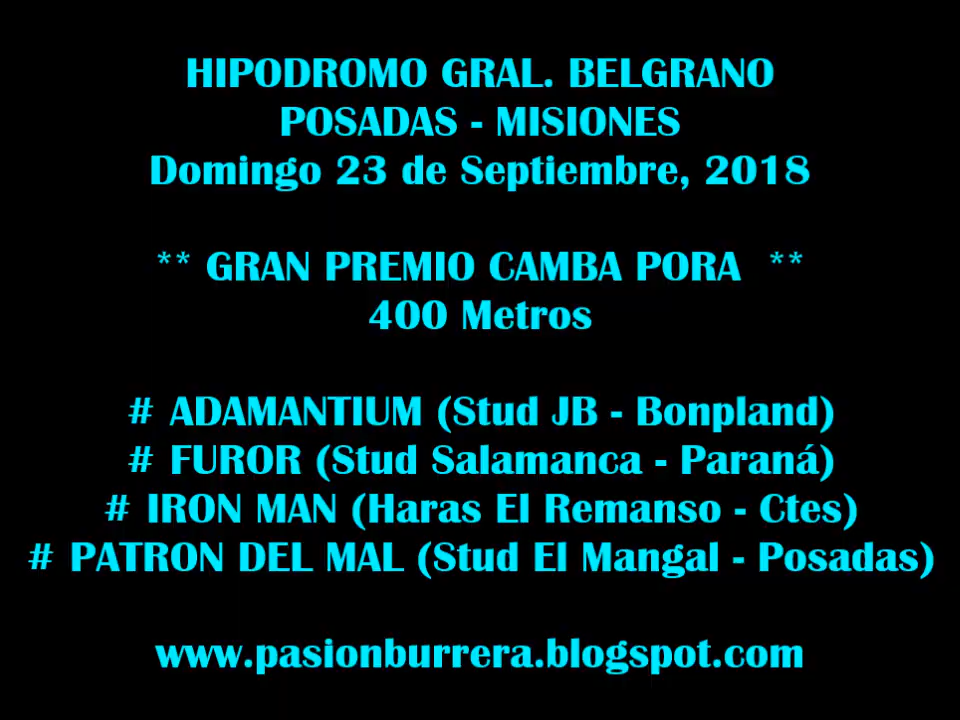 HIPODROMO GRAL. BELGRANO
POSADAS - MISIONES
Domingo 23 de Septiembre, 2018
** GRAN PREMIO CAMBA PORA **
400 Metros
# ADAMANTIUM (Stud JB - Bonpland)
# FUROR (Stud Salamanca - Paraná)
# IRON MAN (Haras El Remanso - Ctes)
# PATRON DEL MAL (Stud El Mangal - Posadas)
www.pasionburrera.blogspot.com